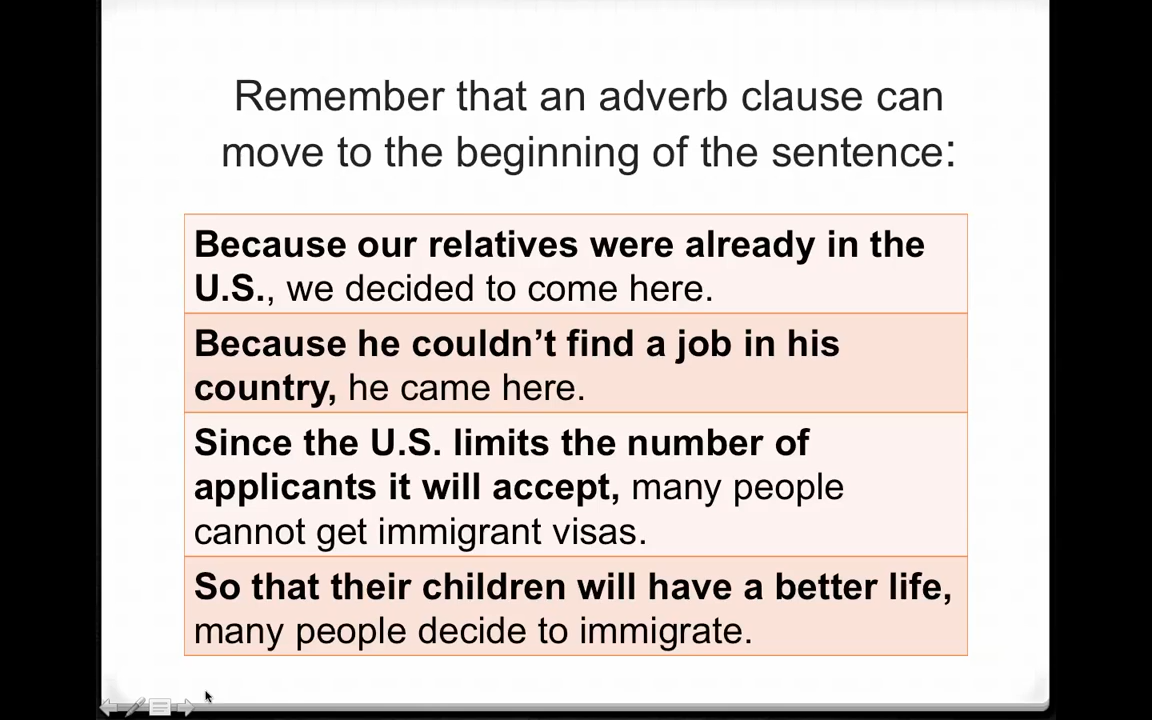 Remember that an adverb clause can
move to the beginning of the sentence:
Because our relatives were already in the
U.S., we decided to come here.
Because he couldn’t find a job in his
country, he came here.
Since the U.S. limits the number of
applicants it will accept, many people
cannot get immigrant visas.
So that their children will have a better life,
many people decide to immigrate.